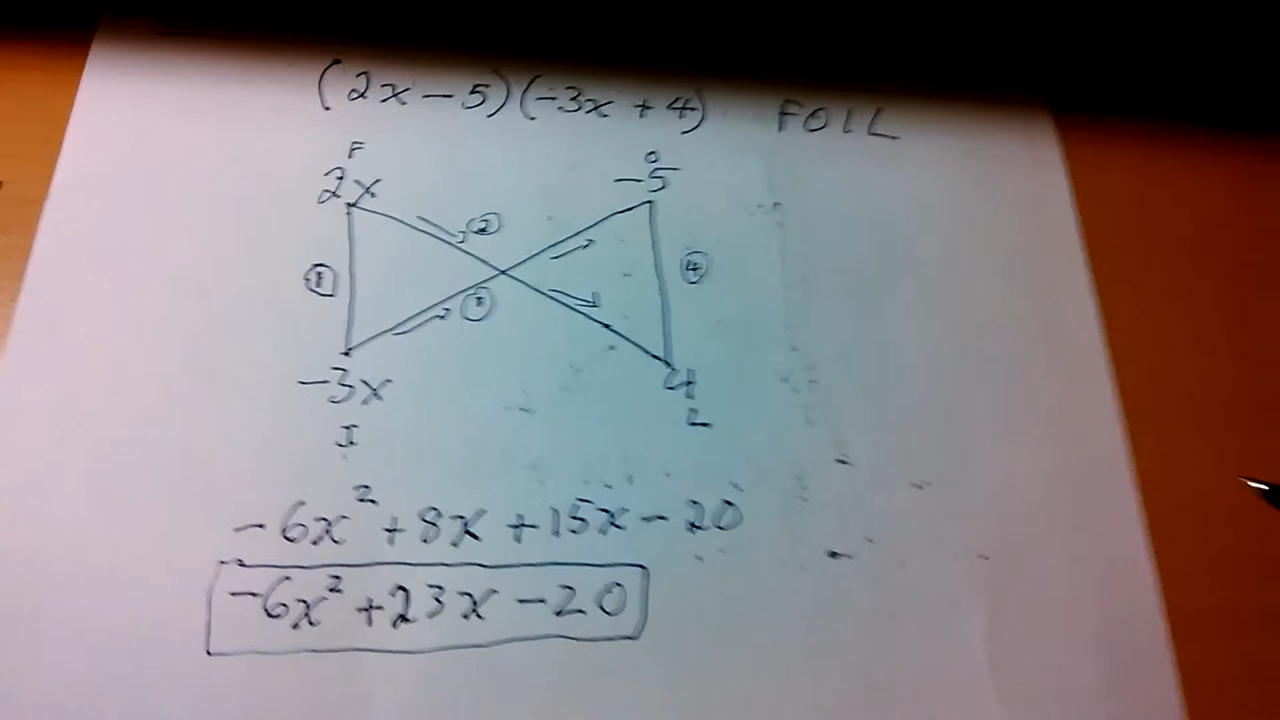 (2x - 5)(-3x + 4) FOIL
F O
2x -5
② 
① ④
③
-3x 4
I L
-6x² + 8x + 15x - 20
-6x² + 23x - 20